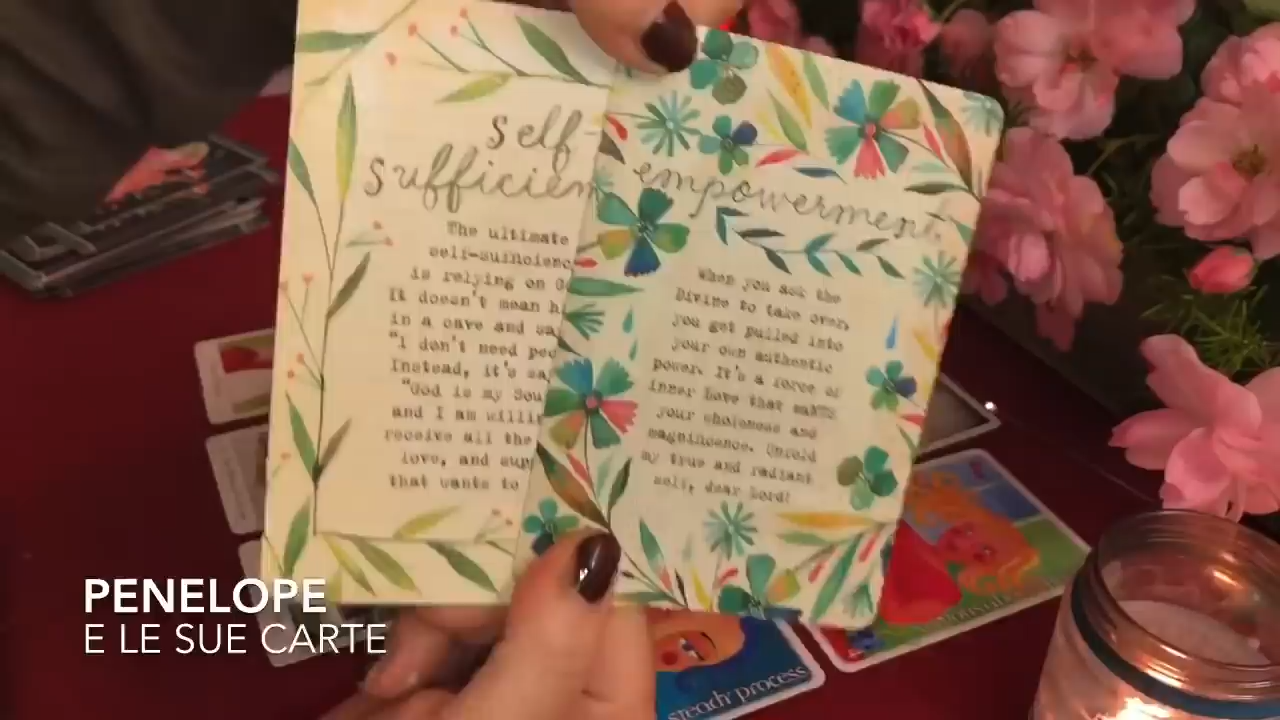 self-
sufficien
The ultimate
self-sufficienc
is relying on G
It doesn't mean h
in a cave and sa
"I don't need peo
Instead, it's sa
"God is my Sou
and I am willi
receive all the
love, and sup
that wants to
empowerment
When you ask the
Divine to take over,
you get pulled into
your own authentic
power. It's a force of
inner Love that wants
your wholeness and
magnificence. Unfold
my true and radiant
self, dear Lord!
steady process
PENELOPE
E LE SUE CARTE